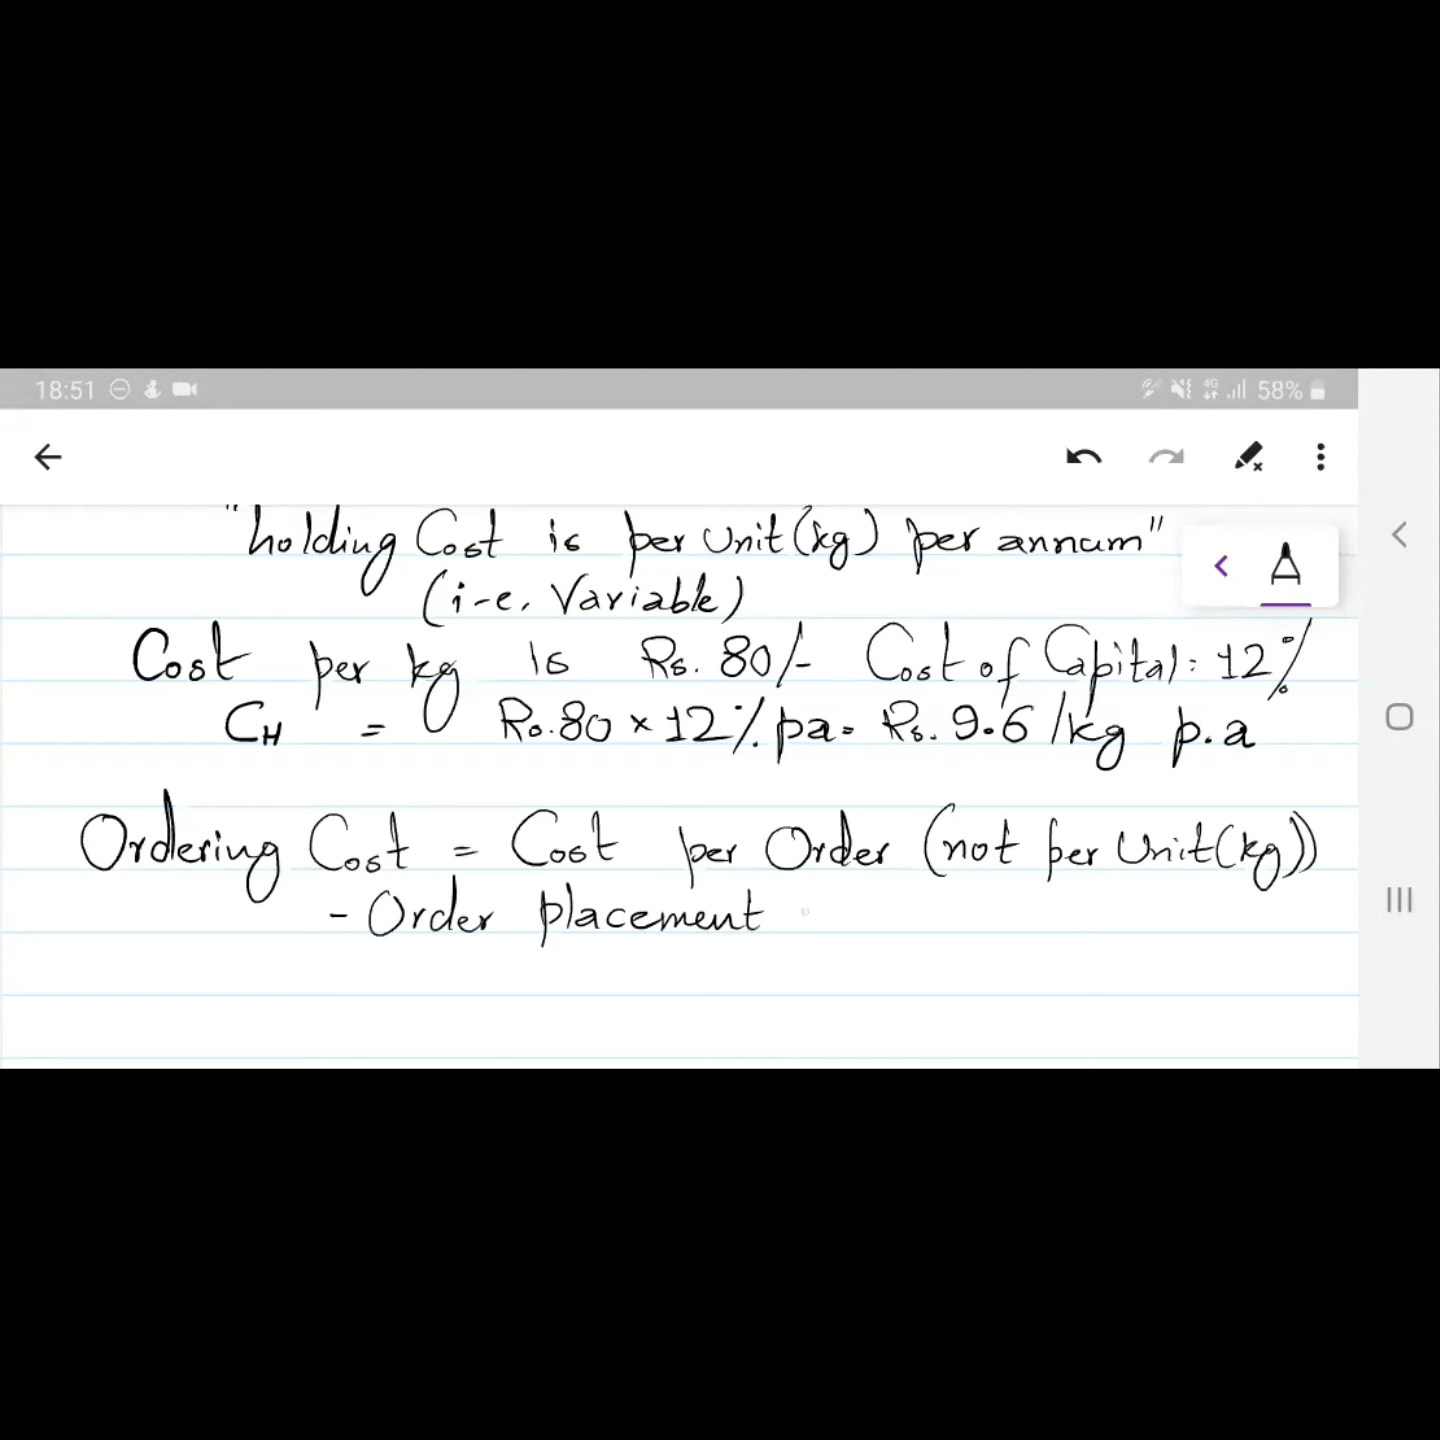 18:51 4G 58%
"holding Cost is per Unit(kg) per annum"
(i-e. Variable)
Cost per kg is Rs. 80/- Cost of Capital: 12%
CH = Rs.80 × 12% pa = Rs. 9.6/kg p.a
Ordering Cost = Cost per Order (not per Unit(kg))
- Order placement